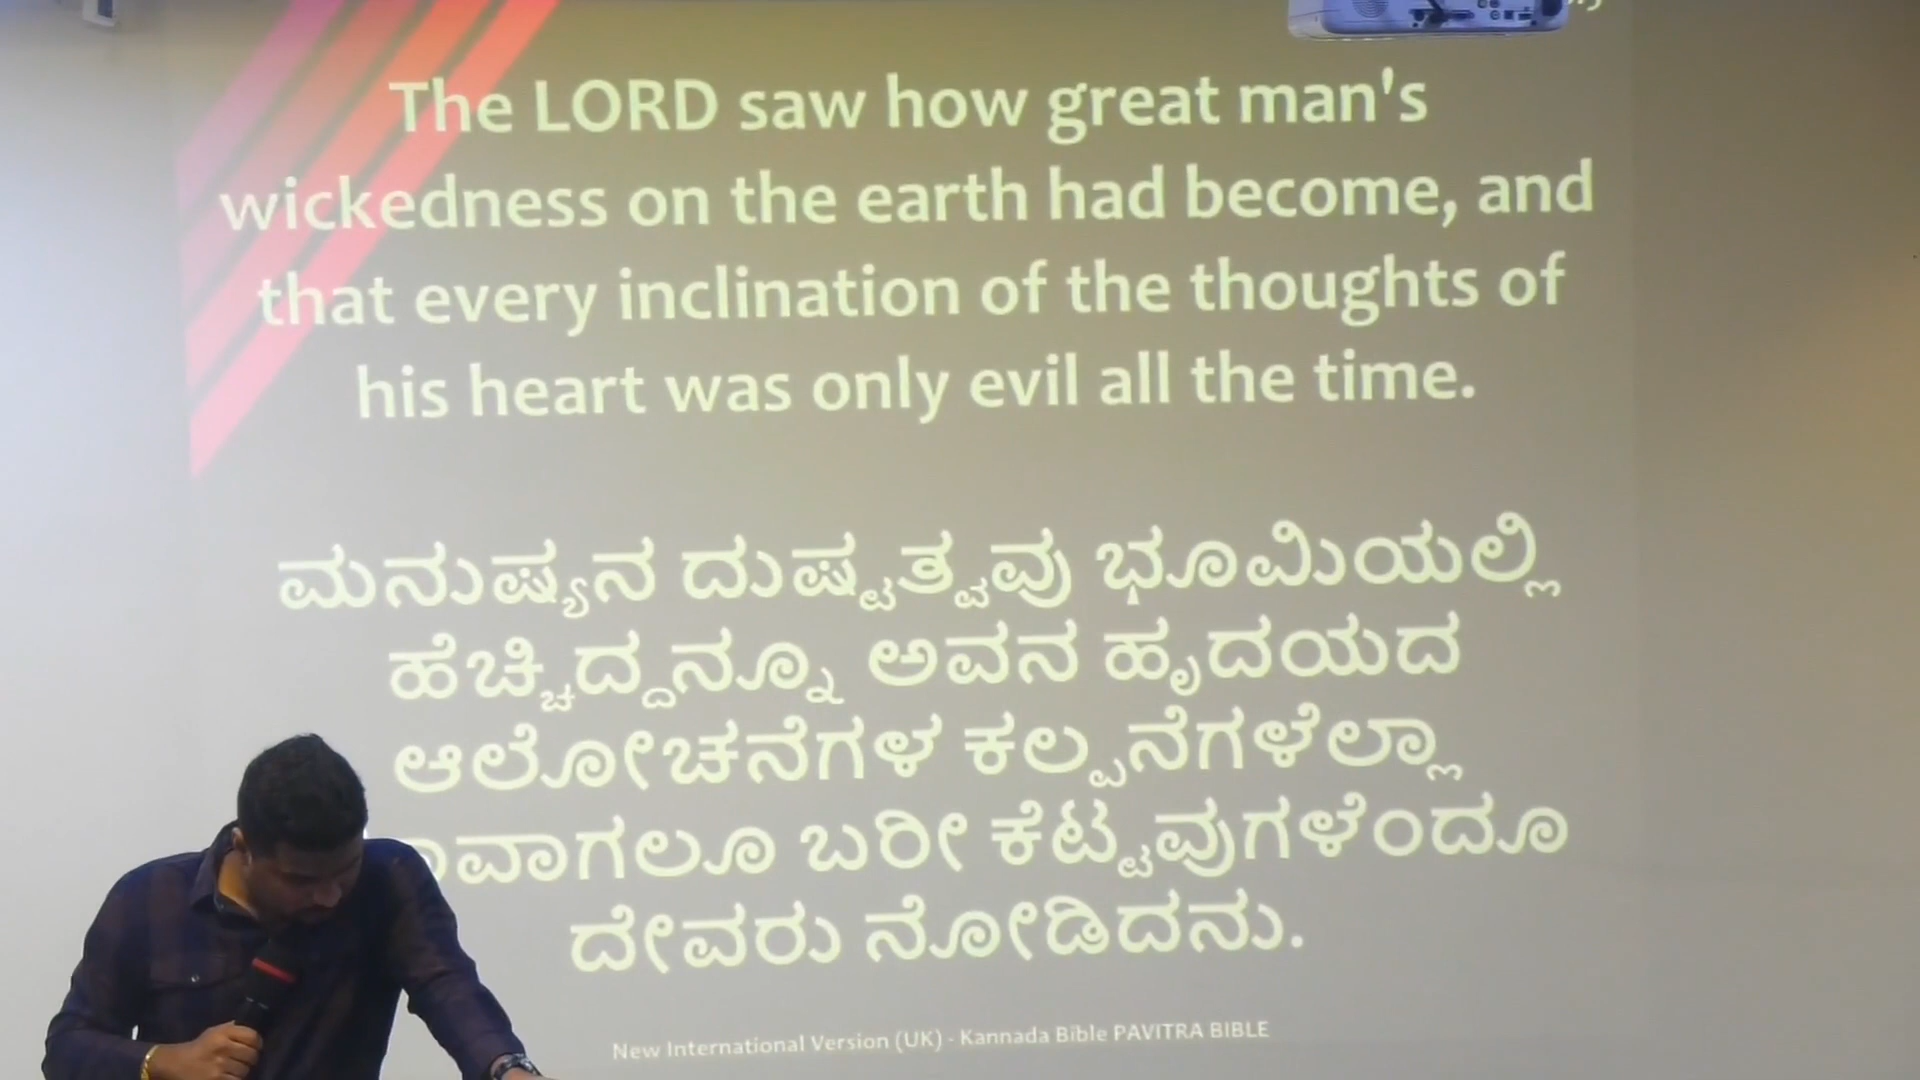 The LORD saw how great man's
wickedness on the earth had become, and
that every inclination of the thoughts of
his heart was only evil all the time.
ಮನುಷ್ಯನ ದುಷ್ಟತ್ವವು ಭೂಮಿಯಲ್ಲಿ
ಹೆಚ್ಚಿದ್ದನ್ನೂ ಅವನ ಹೃದಯದ
ಆಲೋಚನೆಗಳ ಕಲ್ಪನೆಗಳೆಲ್ಲಾ
ಬರೀ ಕೆಟ್ಟವುಗಳೆಂದೂ
ದೇವರು ನೋಡಿದನು.
New International Version (UK) - Kannada Bible PAVITRA BIBLE